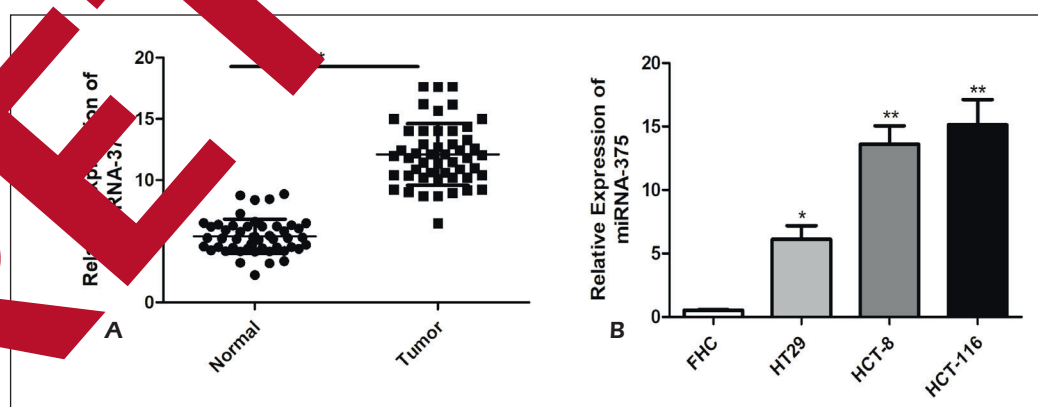 20
15
10
0
*
Normal
Tumor
A
Relative Expression of
miRNA-375
20
15
10
5
0
*
**
**
FHC
HT29
HCT-8
HCT-116
B